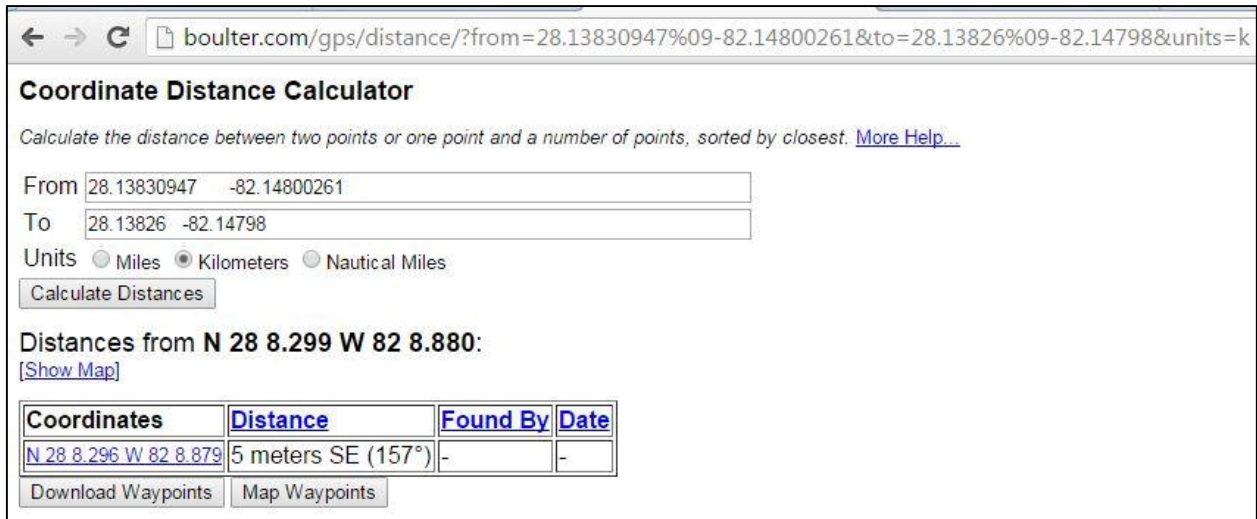 boulter.com/gps/distance/?from=28.13830947%09-82.14800261&to=28.13826%09-82.14798&units=k
Coordinate Distance Calculator
Calculate the distance between two points or one point and a number of points, sorted by closest. More Help...
From 28.13830947 -82.14800261
To 28.13826 -82.14798
Units Miles Kilometers Nautical Miles
Calculate Distances
Distances from N 28 8.299 W 82 8.880:
[Show Map]
Coordinates Distance Found By Date
N 28 8.296 W 82 8.879 5 meters SE (157°) - -
Download Waypoints Map Waypoints